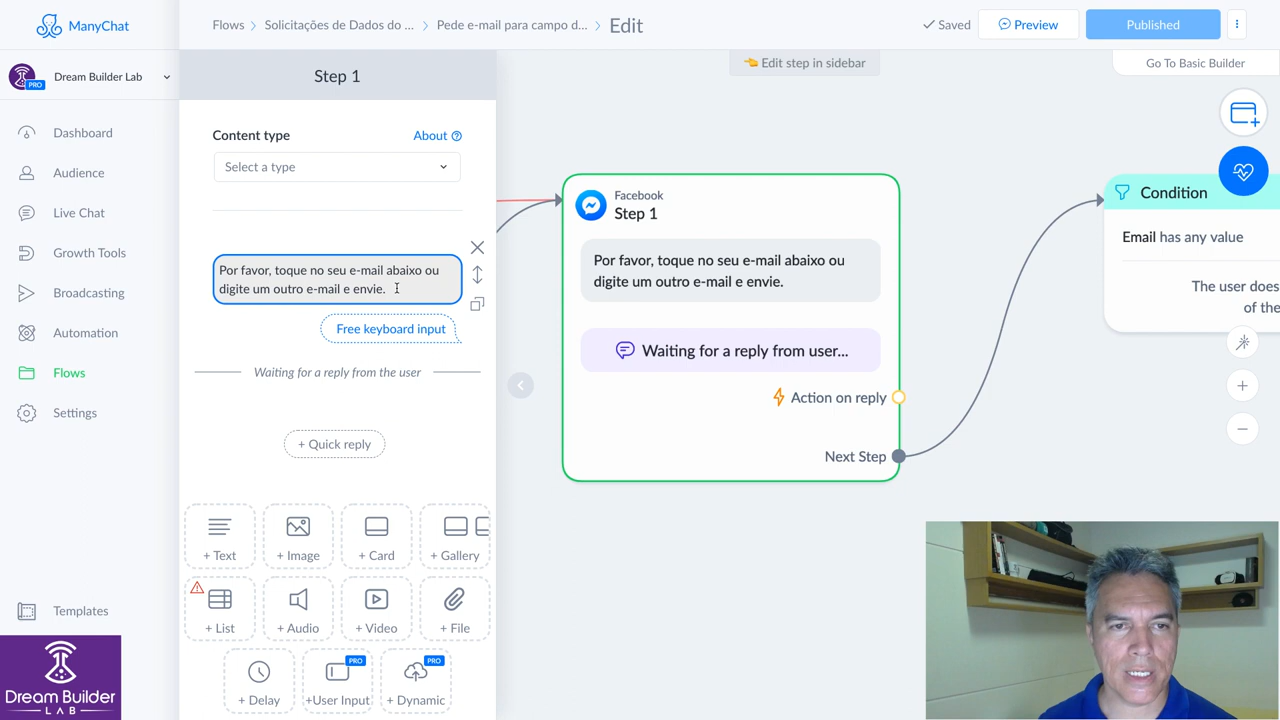 ManyChat
Flows
Solicitações de Dados do ...
Pede e-mail para campo d...
Edit
Saved
Preview
Published
Dream Builder Lab
PRO
Step 1
Edit step in sidebar
Go To Basic Builder
Dashboard
Audience
Live Chat
Growth Tools
Broadcasting
Automation
Flows
Settings
Templates
Dream Builder
LAB
Content type
About
Select a type
Por favor, toque no seu e-mail abaixo ou
digite um outro e-mail e envie.
Free keyboard input
Waiting for a reply from the user
+ Quick reply
+ Text
+ Image
+ Card
+ Gallery
+ List
+ Audio
+ Video
+ File
PRO
PRO
+ Delay
+User Input
+ Dynamic
Facebook
Step 1
Por favor, toque no seu e-mail abaixo ou
digite um outro e-mail e envie.
Waiting for a reply from user...
Action on reply
Next Step
Condition
Email has any value
The user does
of the